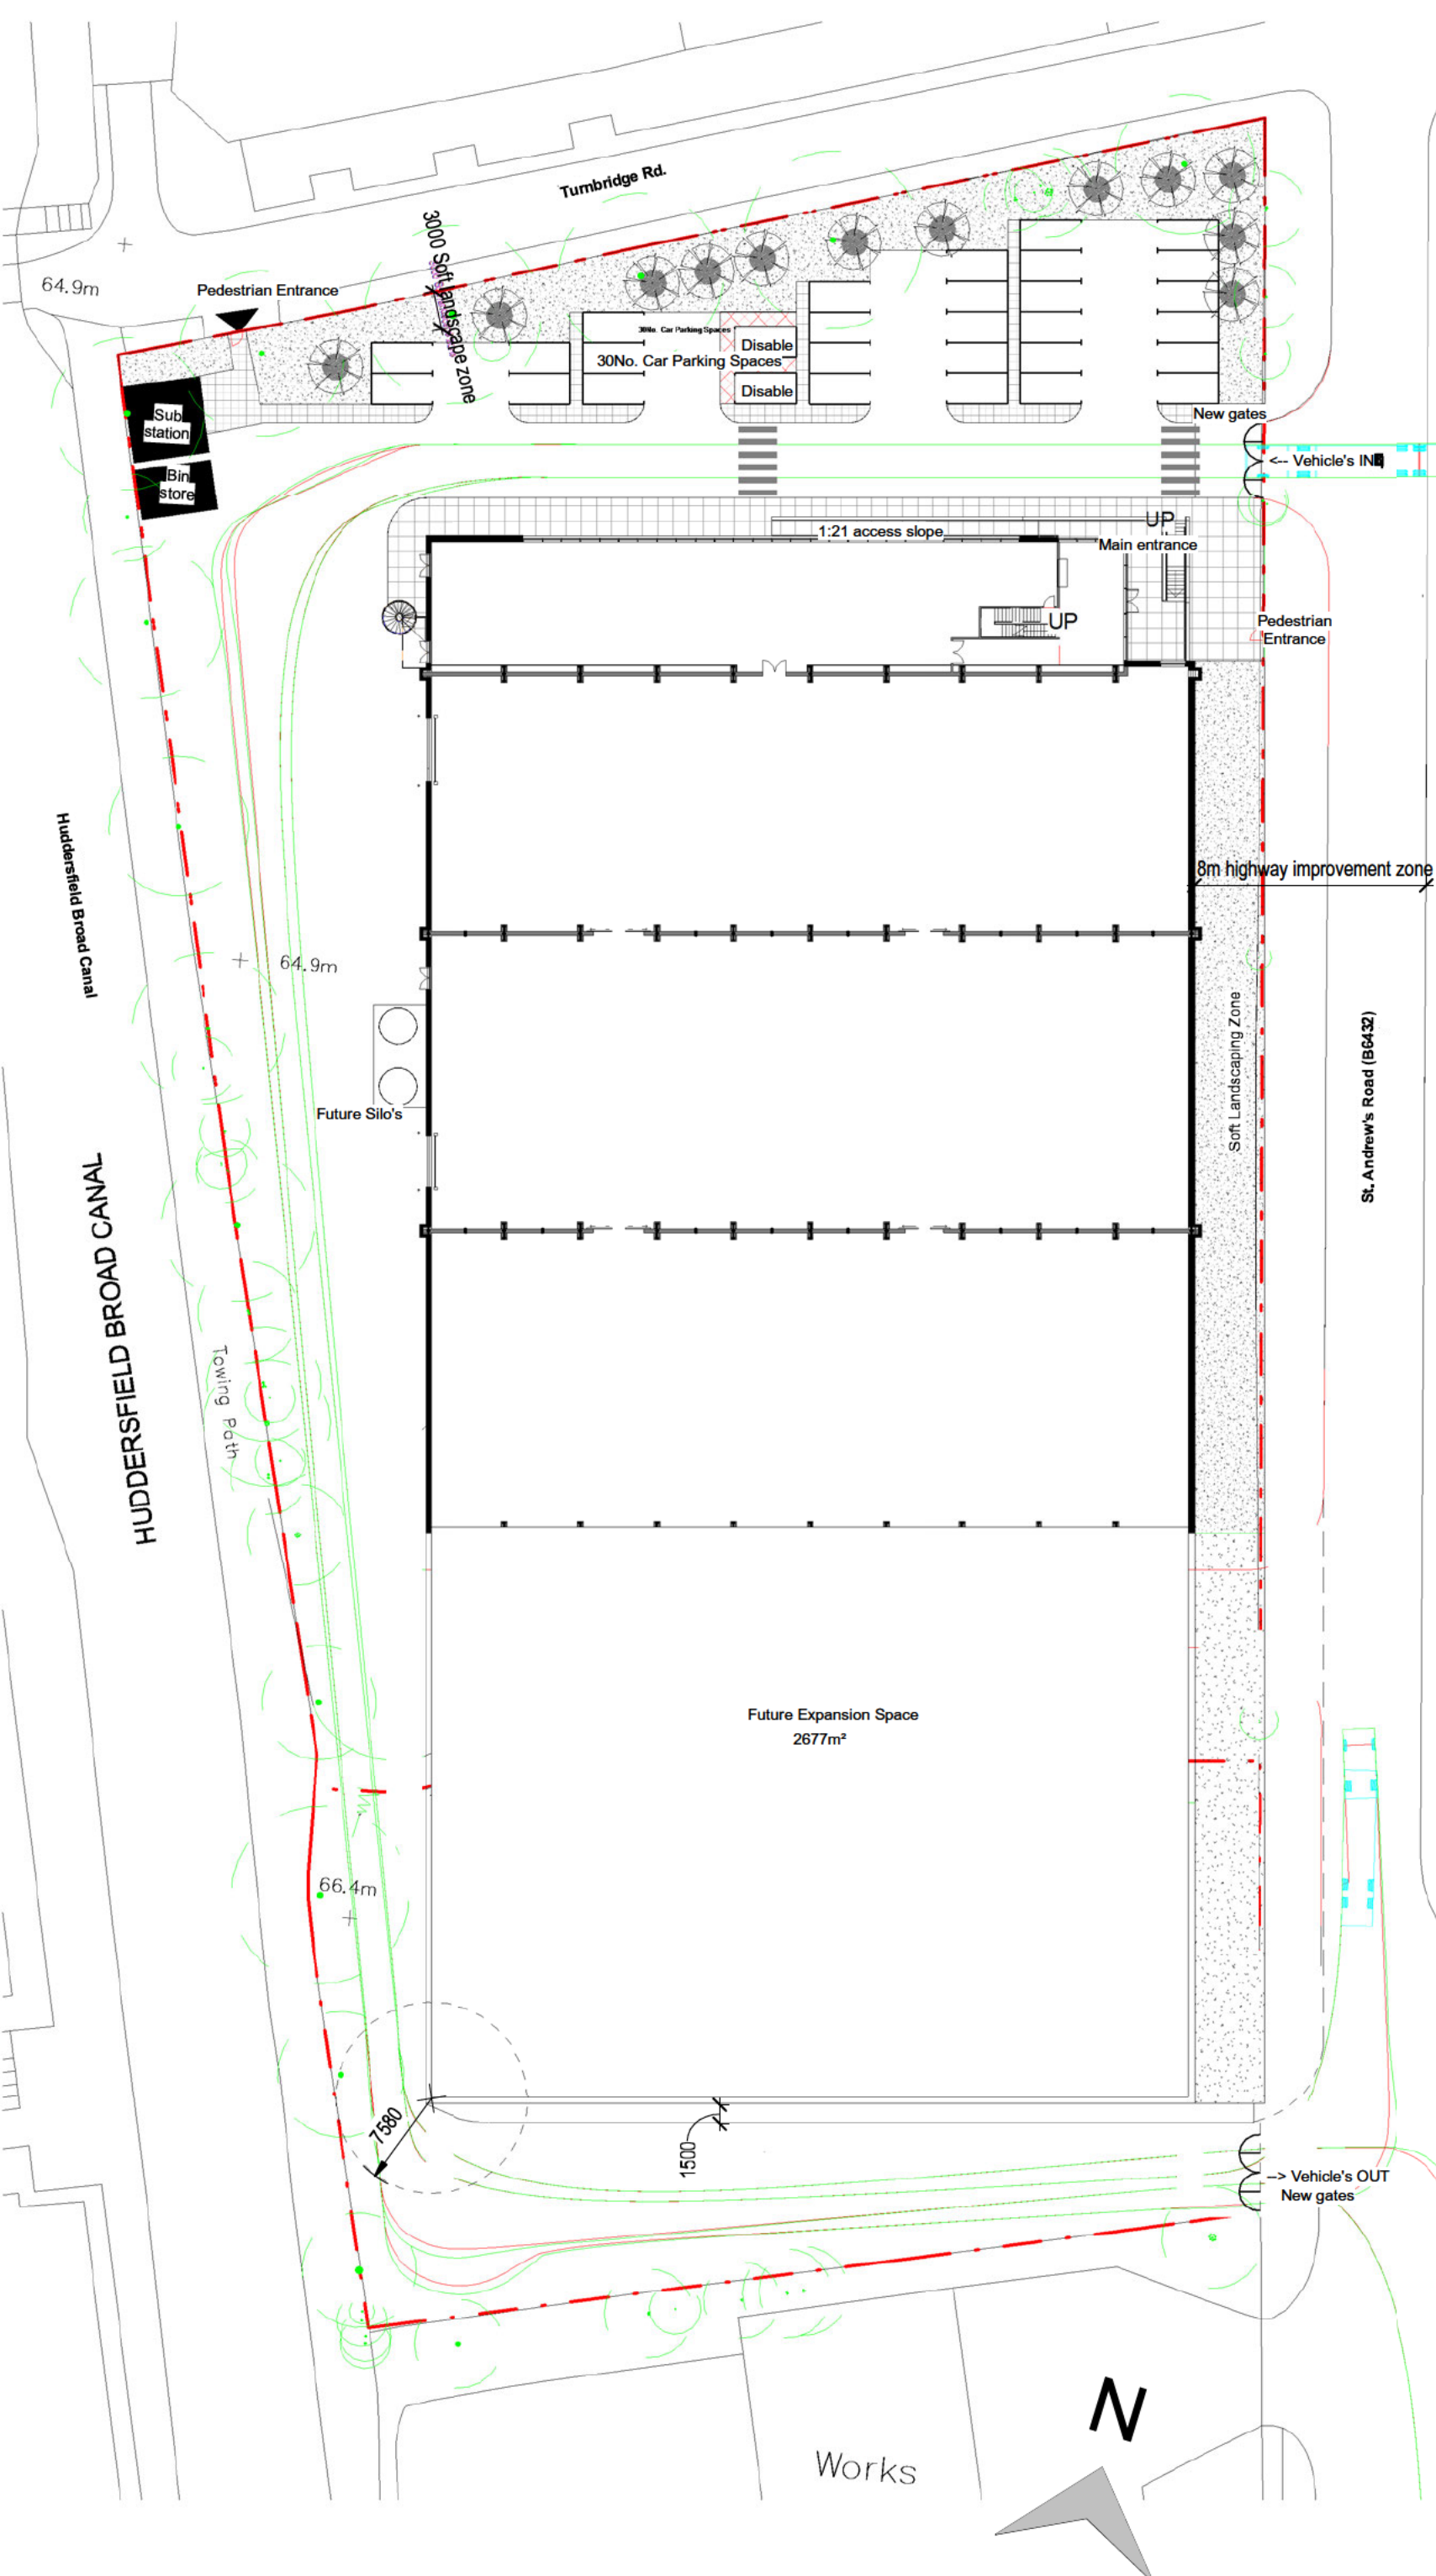 Turnbridge Rd.
3000 Soft landscape zone
64.9m
Pedestrian Entrance
30No. Car Parking Spaces
Disable
30No. Car Parking Spaces
Disable
Sub
station
Bin
store
New gates
<-- Vehicle's IN
UP
1:21 access slope
Main entrance
UP
Pedestrian
Entrance
8m highway improvement zone
Huddersfield Broad Canal
64.9m
Soft Landscaping Zone
St. Andrew's Road (B6432)
Future Silo's
HUDDERSFIELD BROAD CANAL
Towing Path
Future Expansion Space
2677m²
66.4m
7580
1500
--> Vehicle's OUT
New gates
N
Works